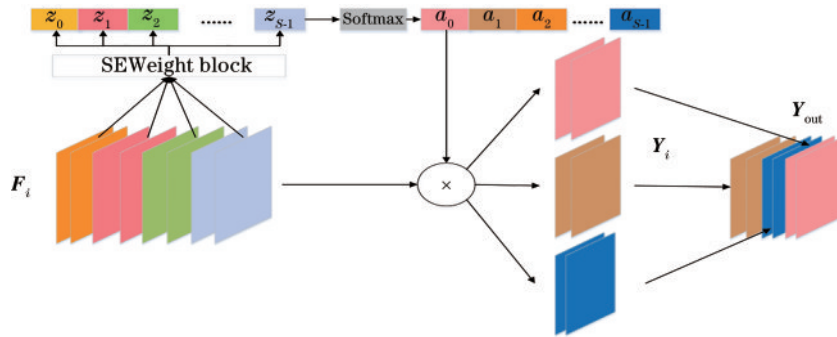 z0 z1 z2 ...... zS-1 Softmax a0 a1 a2 ...... aS-1
SEWeight block
Yout
Fi
Yi
×